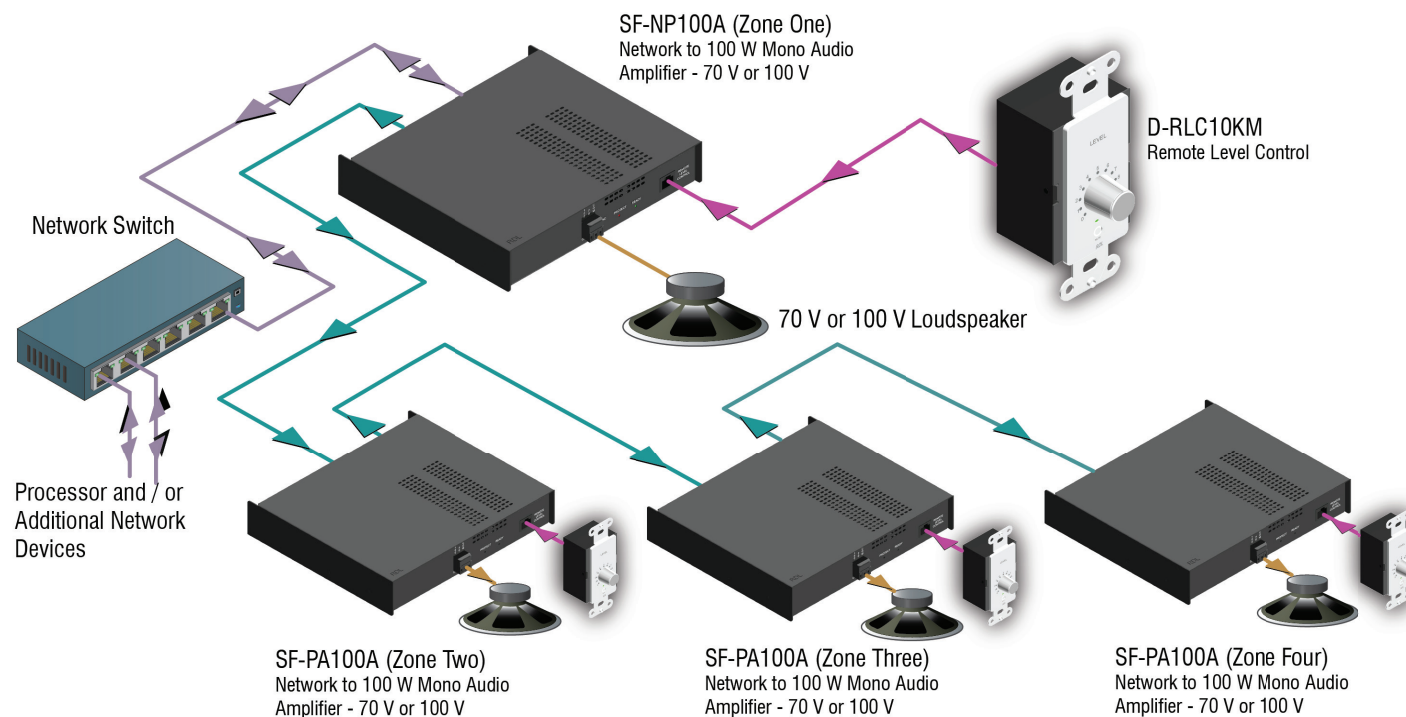 SF-NP100A (Zone One)
Network to 100 W Mono Audio
Amplifier - 70 V or 100 V
D-RLC10KM
Remote Level Control
LEVEL
Network Switch
70 V or 100 V Loudspeaker
Processor and / or
Additional Network
Devices
SF-PA100A (Zone Two)
Network to 100 W Mono Audio
Amplifier - 70 V or 100 V
SF-PA100A (Zone Three)
Network to 100 W Mono Audio
Amplifier - 70 V or 100 V
SF-PA100A (Zone Four)
Network to 100 W Mono Audio
Amplifier - 70 V or 100 V